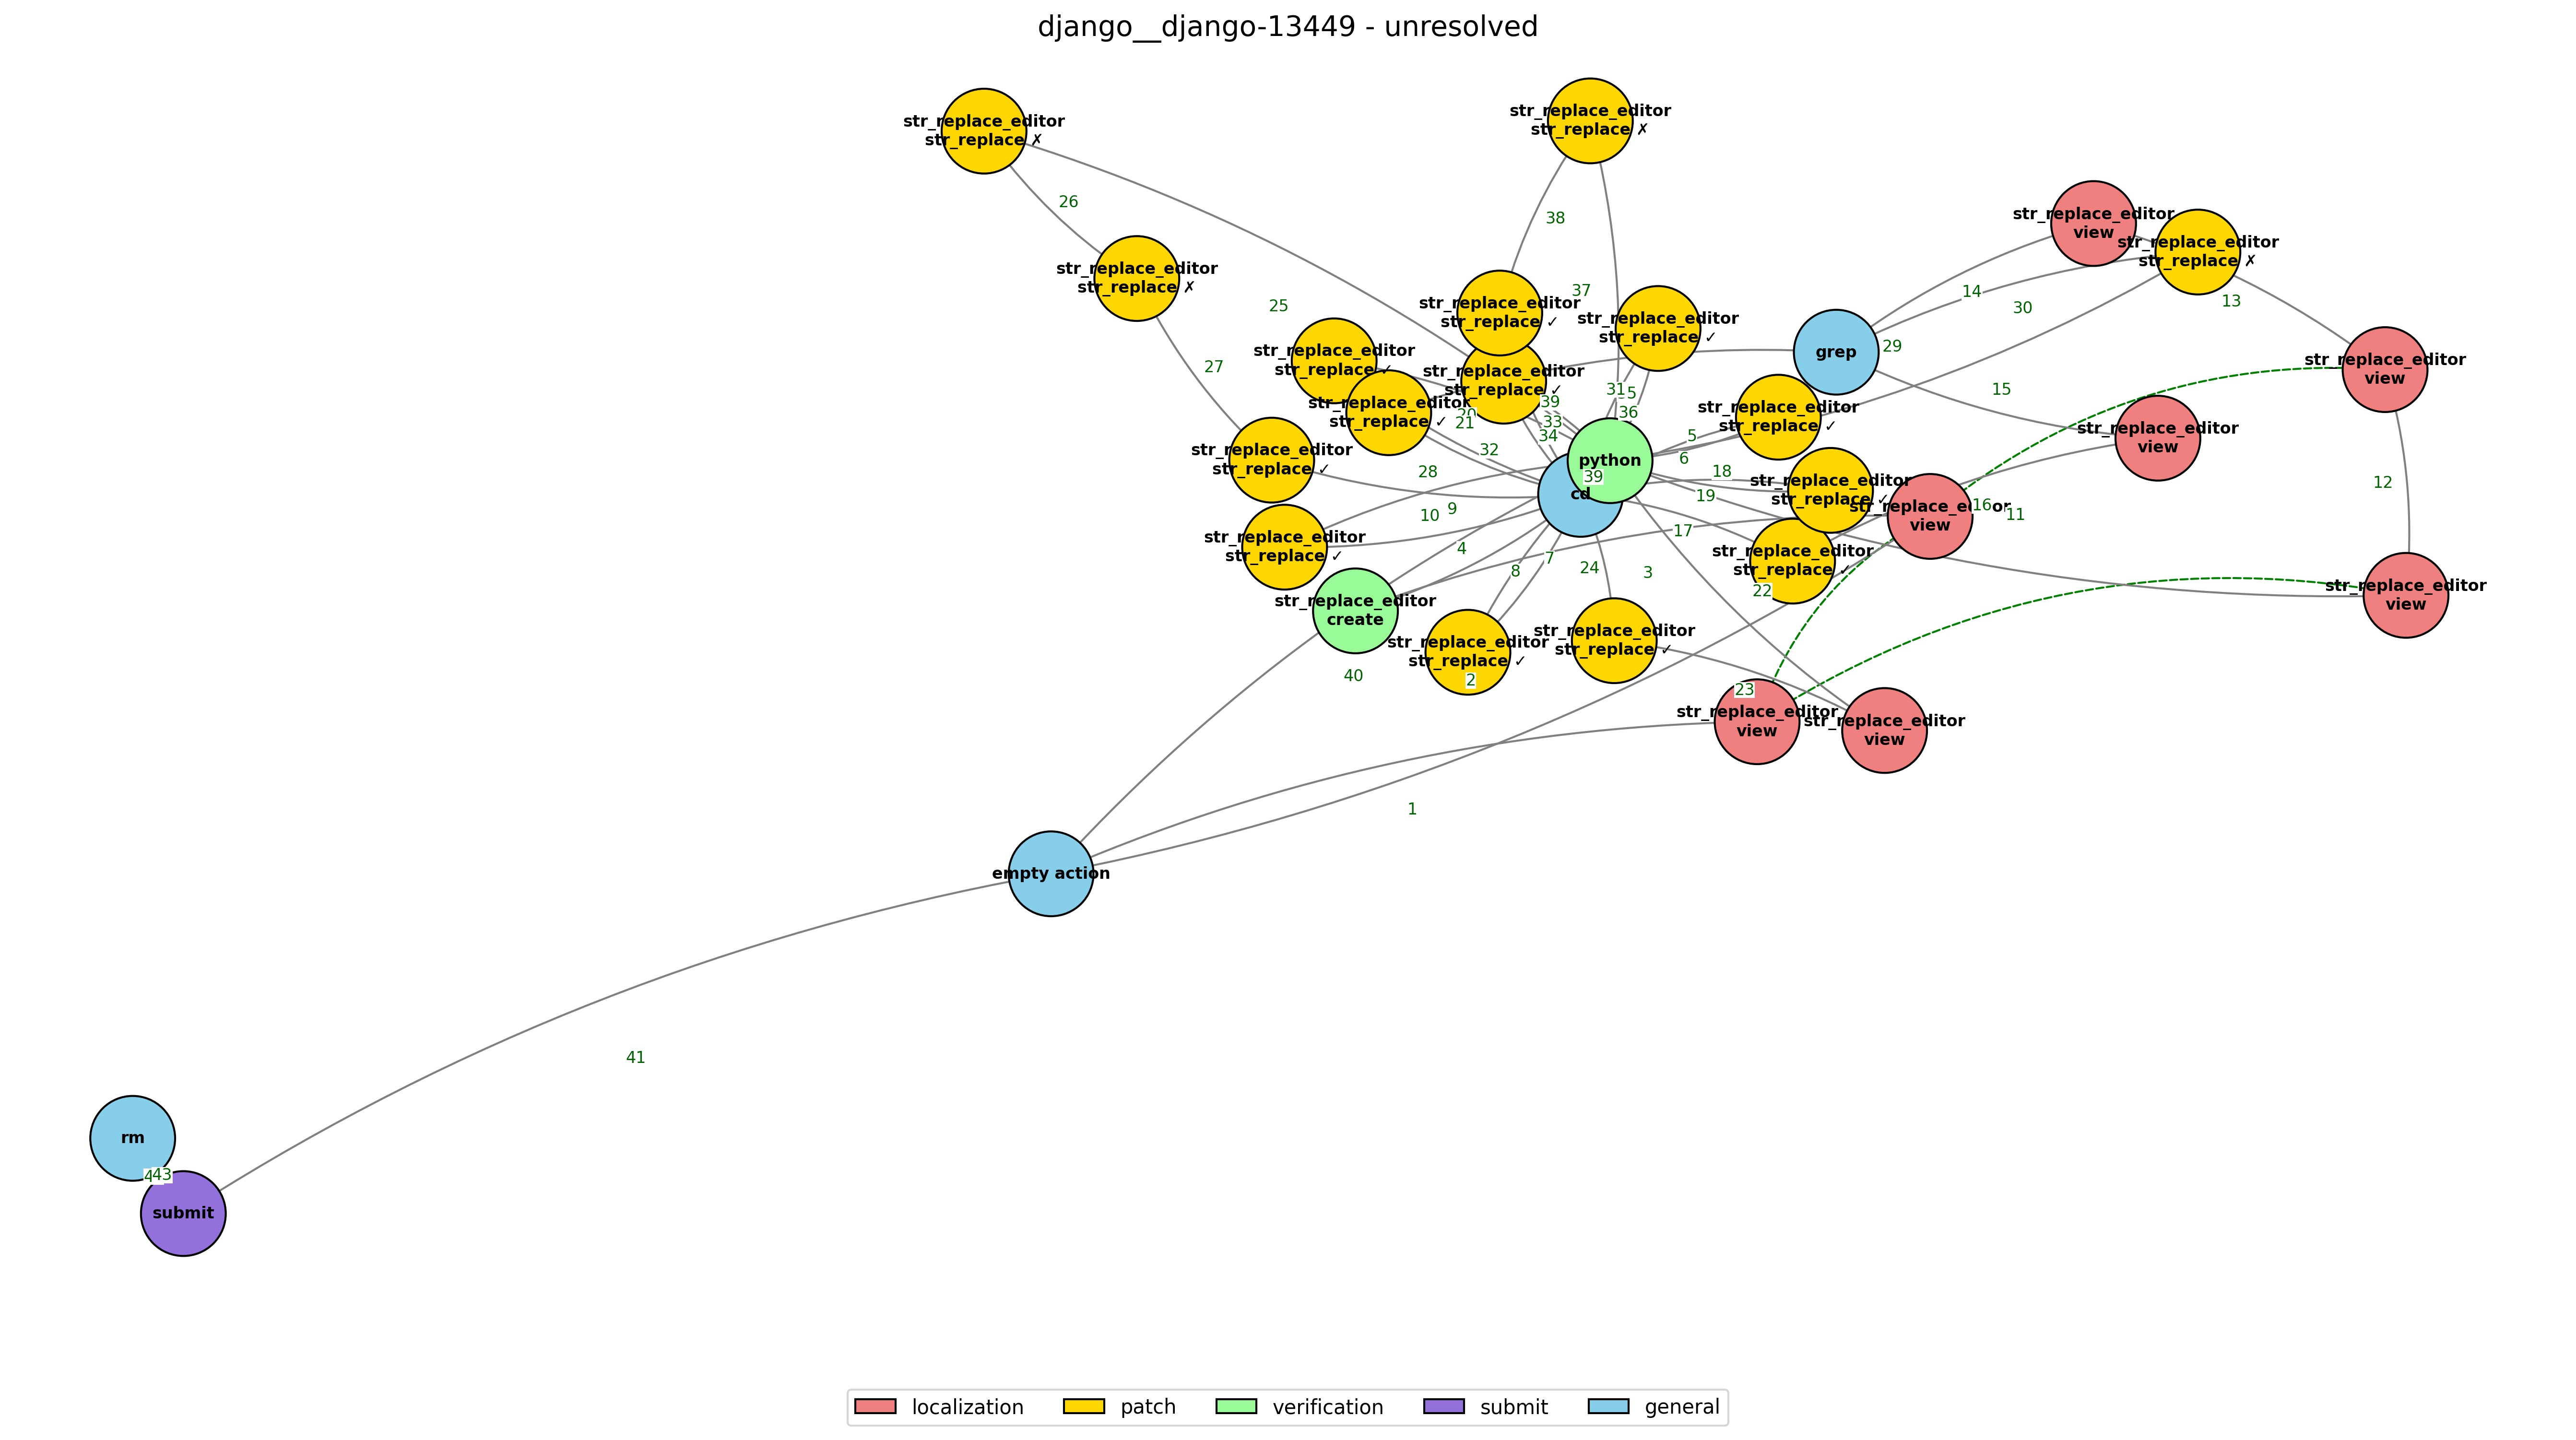 django__django-13449 - unresolved
str_replace_editor
str_replace ✗
str_replace_editor
str_replace ✗
26
38
str_replace_editor
view
str_replace_editor
str_replace ✗
str_replace_editor
str_replace ✗
25
37
14
30
13
str_replace_editor
str_replace ✓
str_replace_editor
str_replace ✓
grep
29
27
str_replace_editor
str_replace ✓
str_replace_editor
str_replace ✓
str_replace_editor
view
31
15
39
36
str_replace_editor
str_replace ✓
20
21
33
34
5
6
str_replace_editor
str_replace ✓
str_replace_editor
view
32
str_replace_editor
str_replace ✓
28
python
39
cd
18
19
str_replace_editor
str_replace ✓
12
10
9
str_replace_editor
view
16
11
17
str_replace_editor
str_replace ✓
4
7
8
24
3
str_replace_editor
str_replace ✓
22
str_replace_editor
view
str_replace_editor
create
str_replace_editor
str_replace ✓
2
str_replace_editor
str_replace ✓
40
23
str_replace_editor
view
str_replace_editor
view
1
empty action
41
rm
43
submit
localization
patch
verification
submit
general